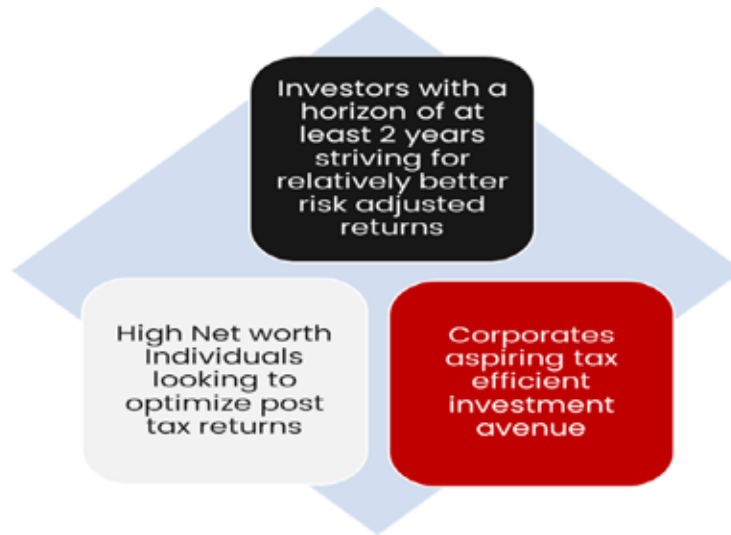 Investors with a
horizon of at
least 2 years
striving for
relatively better
risk adjusted
returns
High Net worth
Individuals
looking to
optimize post
tax returns
Corporates
aspiring tax
efficient
investment
avenue